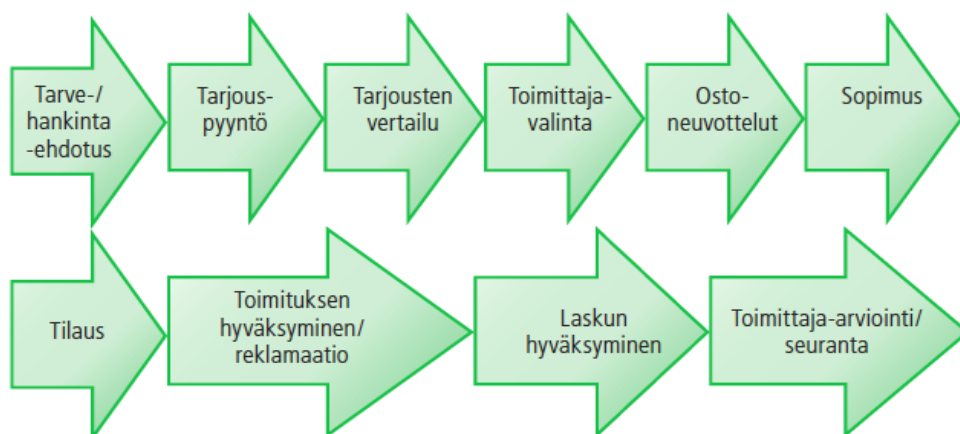 Tarve-/
hankinta
-ehdotus
Tarjous-
pyyntö
Tarjousten
vertailu
Toimittaja-
valinta
Osto-
neuvottelut
Sopimus
Tilaus
Toimituksen
hyväksyminen/
reklamaatio
Laskun
hyväksyminen
Toimittaja-arviointi/
seuranta